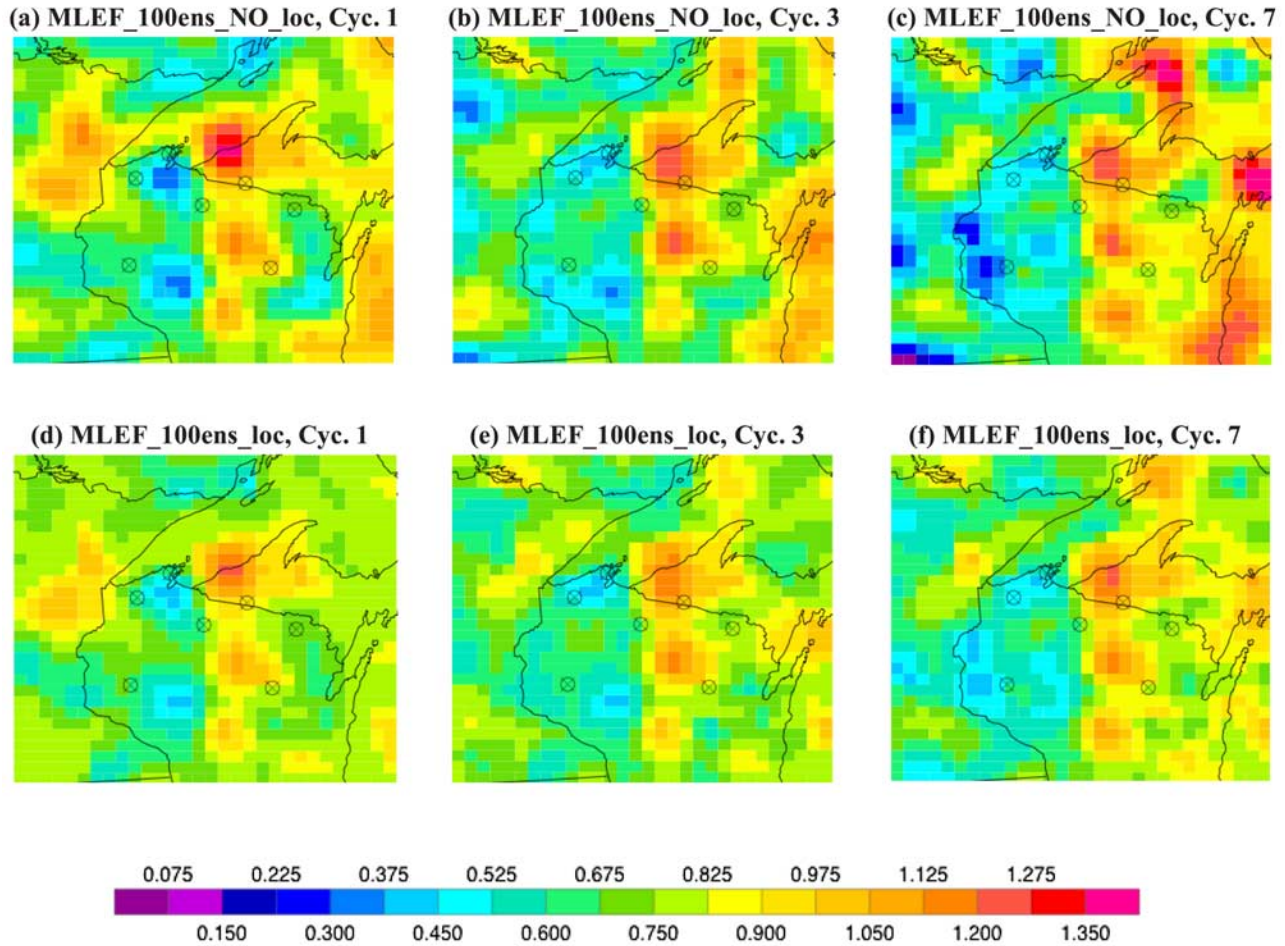 (a) MLEF_100ens_NO_loc, Cyc. 1
(b) MLEF_100ens_NO_loc, Cyc. 3
(c) MLEF_100ens_NO_loc, Cyc. 7
(d) MLEF_100ens_loc, Cyc. 1
(e) MLEF_100ens_loc, Cyc. 3
(f) MLEF_100ens_loc, Cyc. 7
0.075 0.225 0.375 0.525 0.675 0.825 0.975 1.125 1.275
0.150 0.300 0.450 0.600 0.750 0.900 1.050 1.200 1.350